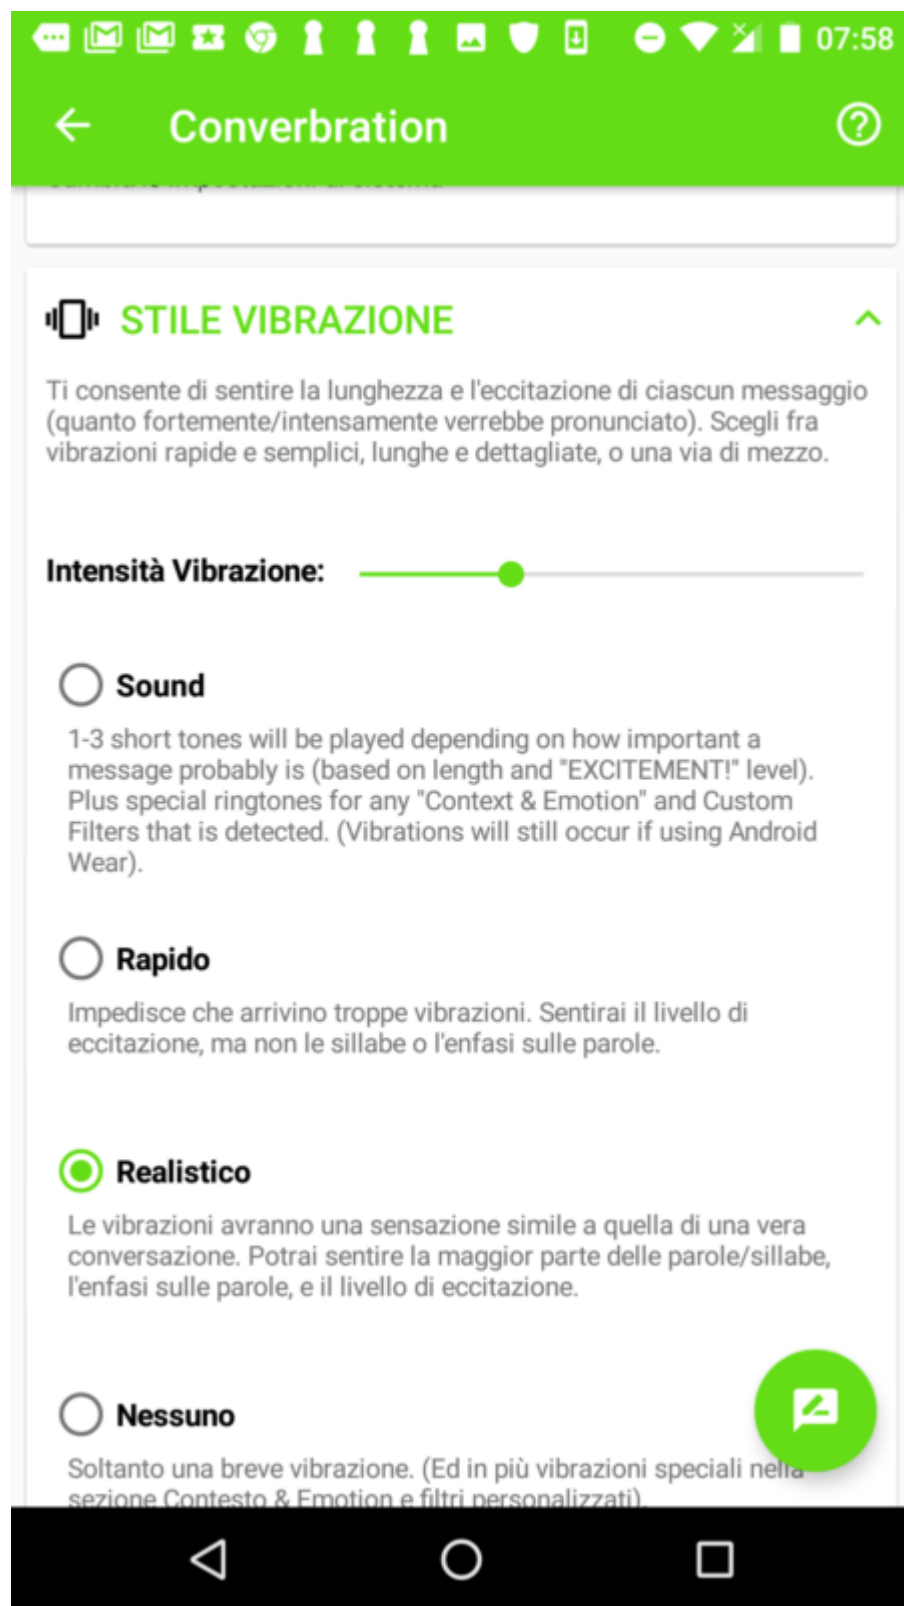 07:58
Converbration
STILE VIBRAZIONE
Ti consente di sentire la lunghezza e l'eccitazione di ciascun messaggio
(quanto fortemente/intensamente verrebbe pronunciato). Scegli fra
vibrazioni rapide e semplici, lunghe e dettagliate, o una via di mezzo.
Intensità Vibrazione:
Sound
1-3 short tones will be played depending on how important a
message probably is (based on length and "EXCITEMENT!" level).
Plus special ringtones for any "Context & Emotion" and Custom
Filters that is detected. (Vibrations will still occur if using Android
Wear).
Rapido
Impedisce che arrivino troppe vibrazioni. Sentirai il livello di
eccitazione, ma non le sillabe o l'enfasi sulle parole.
Realistico
Le vibrazioni avranno una sensazione simile a quella di una vera
conversazione. Potrai sentire la maggior parte delle parole/sillabe,
l'enfasi sulle parole, e il livello di eccitazione.
Nessuno
Soltanto una breve vibrazione. (Ed in più vibrazioni speciali nella
sezione Contesto & Emotion e filtri personalizzati)